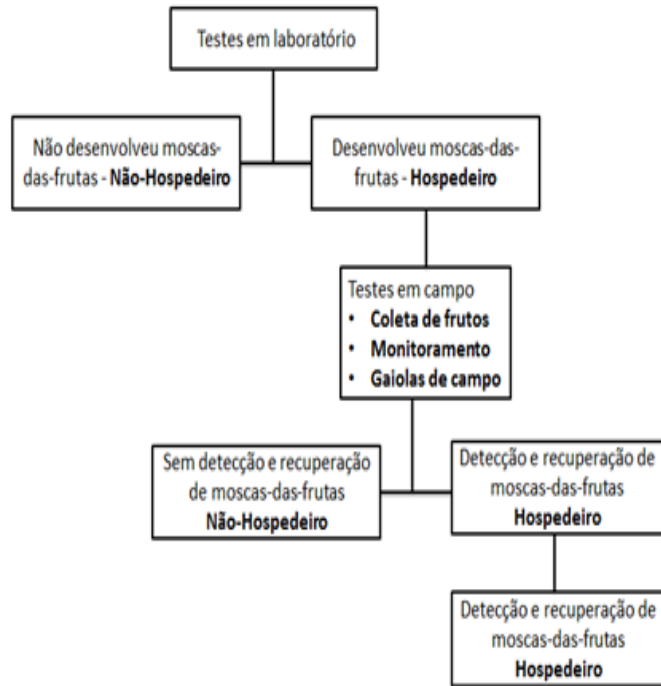 Testes em laboratório
Não desenvolveu moscas-
das-frutas - Não-Hospedeiro
Desenvolveu moscas-das-
frutas - Hospedeiro
Testes em campo
• Coleta de frutos
• Monitoramento
• Gaiolas de campo
Sem detecção e recuperação
de moscas-das-frutas
Não-Hospedeiro
Detecção e recuperação de
moscas-das-frutas
Hospedeiro
Detecção e recuperação de
moscas-das-frutas
Hospedeiro